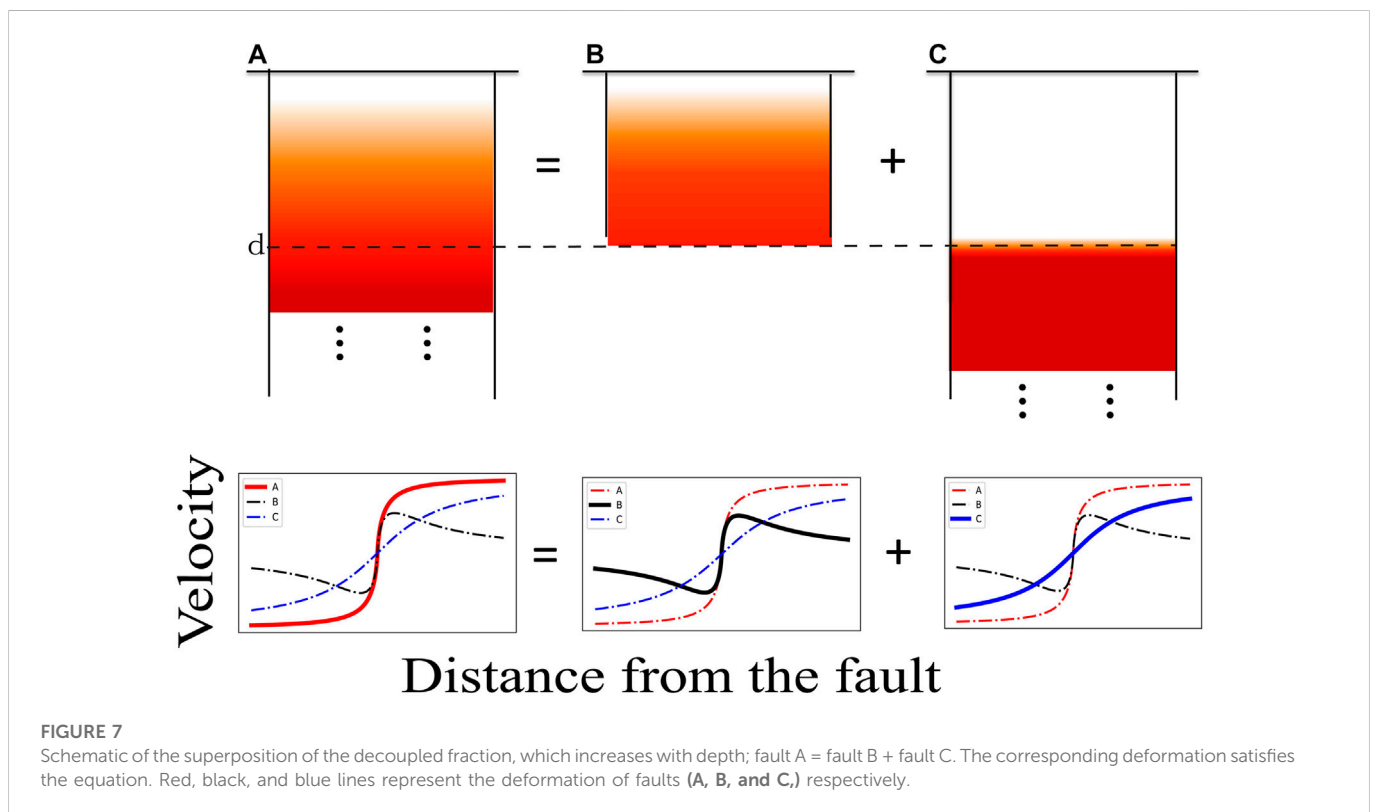 A
B
C
=
+
d
Velocity
A
B
C
=
A
B
C
+
A
B
C
Distance from the fault
FIGURE 7
Schematic of the superposition of the decoupled fraction, which increases with depth; fault A = fault B + fault C. The corresponding deformation satisfies
the equation. Red, black, and blue lines represent the deformation of faults (A, B, and C,) respectively.